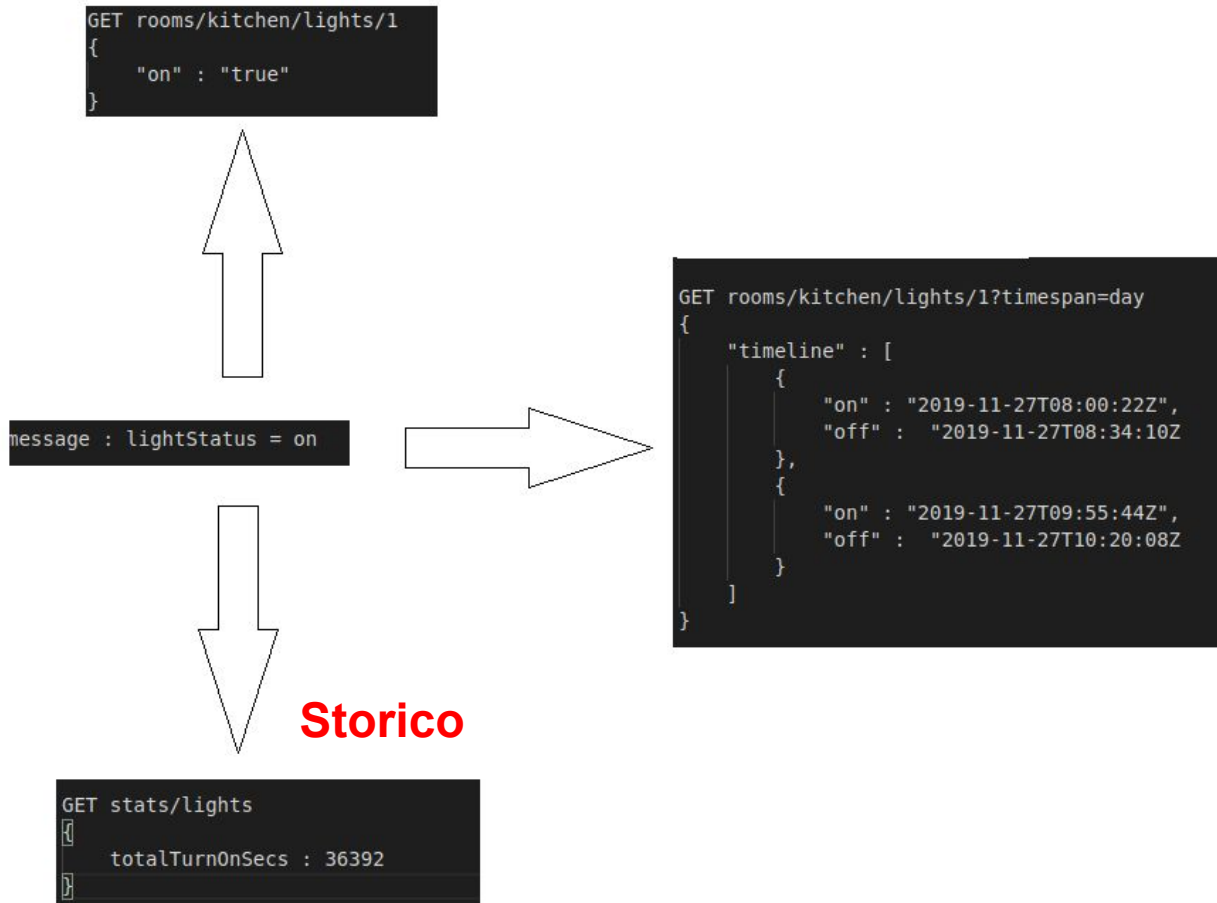 GET rooms/kitchen/lights/1
{
"on" : "true"
}
GET rooms/kitchen/lights/1?timespan=day
{
"timeline" : [
{
"on" : "2019-11-27T08:00:22Z",
"off" : "2019-11-27T08:34:10Z
},
{
"on" : "2019-11-27T09:55:44Z",
"off" : "2019-11-27T10:20:08Z
}
]
}
message : lightStatus = on
Storico
GET stats/lights
{
totalTurnOnSecs : 36392
}